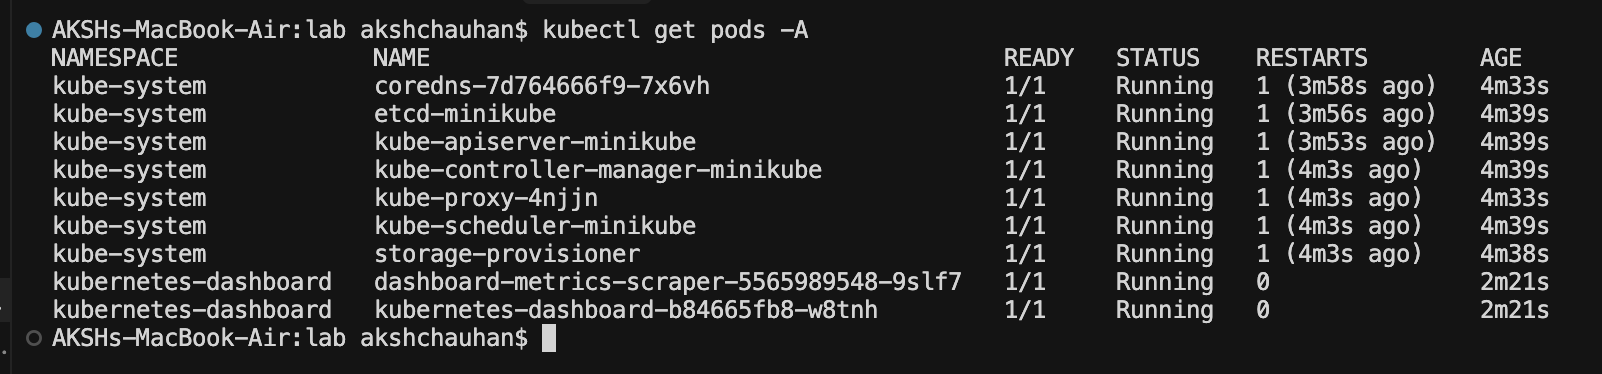 AKSHs-MacBook-Air:lab akshchauhan$ kubectl get pods -A
NAMESPACE NAME READY STATUS RESTARTS AGE
kube-system coredns-7d764666f9-7x6vh 1/1 Running 1 (3m58s ago) 4m33s
kube-system etcd-minikube 1/1 Running 1 (3m56s ago) 4m39s
kube-system kube-apiserver-minikube 1/1 Running 1 (3m53s ago) 4m39s
kube-system kube-controller-manager-minikube 1/1 Running 1 (4m3s ago) 4m39s
kube-system kube-proxy-4njjn 1/1 Running 1 (4m3s ago) 4m33s
kube-system kube-scheduler-minikube 1/1 Running 1 (4m3s ago) 4m39s
kube-system storage-provisioner 1/1 Running 1 (4m3s ago) 4m38s
kubernetes-dashboard dashboard-metrics-scraper-5565989548-9slf7 1/1 Running 0 2m21s
kubernetes-dashboard kubernetes-dashboard-b84665fb8-w8tnh 1/1 Running 0 2m21s
AKSHs-MacBook-Air:lab akshchauhan$